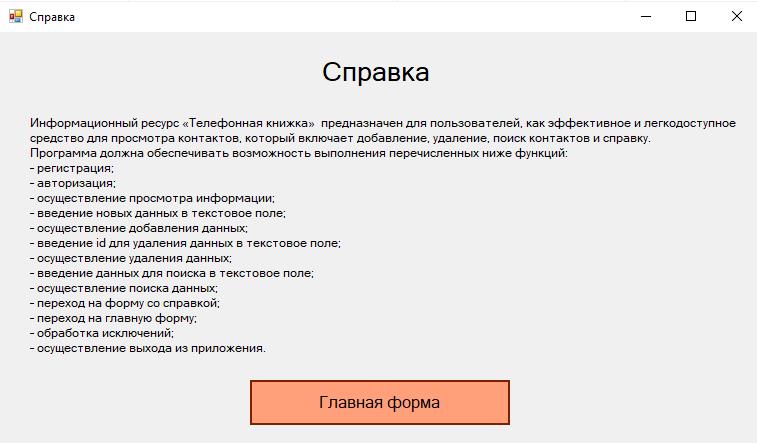 Справка
Справка
Информационный ресурс «Телефонная книжка»  предназначен для пользователей, как эффективное и легкодоступное
средство для просмотра контактов, который включает добавление, удаление, поиск контактов и справку.
Программа должна обеспечивать возможность выполнения перечисленных ниже функций:
- регистрация;
- авторизация;
- осуществление просмотра информации;
- введение новых данных в текстовое поле;
- осуществление добавления данных;
- введение id для удаления данных в текстовое поле;
- осуществление удаления данных;
- введение данных для поиска в текстовое поле;
- осуществление поиска данных;
- переход на форму со справкой;
- переход на главную форму;
- обработка исключений;
- осуществление выхода из приложения.
Главная форма